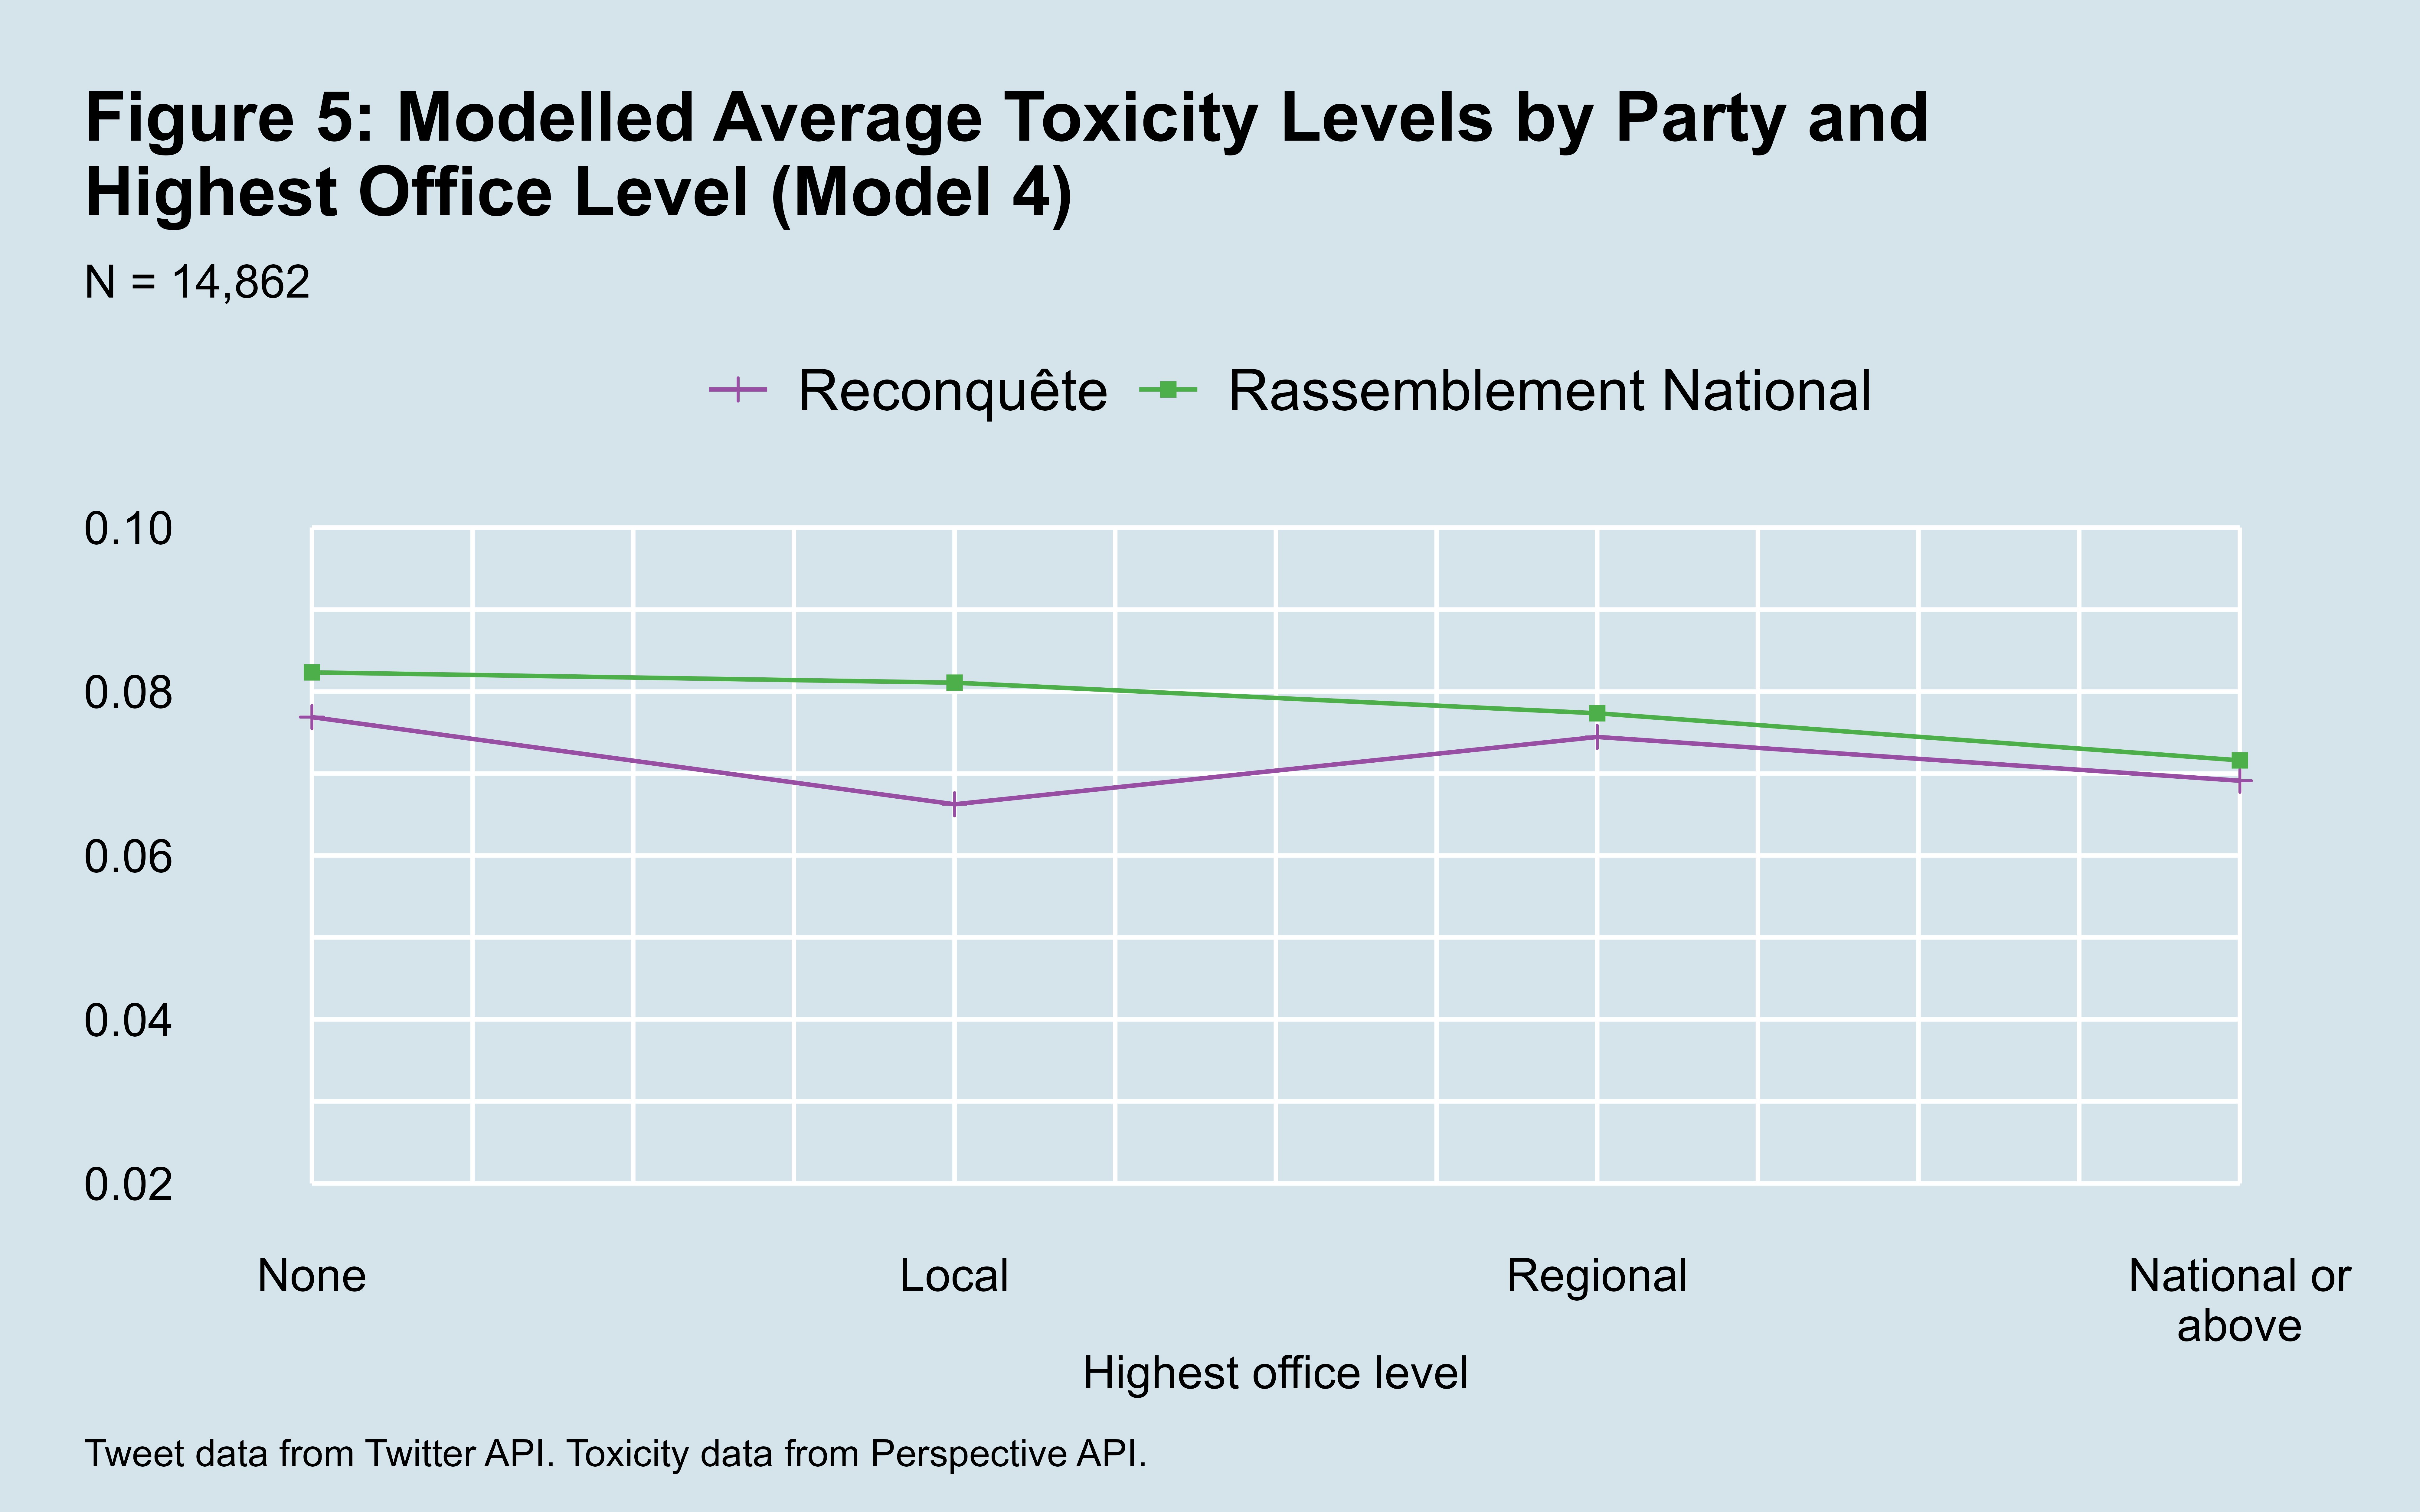 Figure 5: Modelled Average Toxicity Levels by Party and
Highest Office Level (Model 4)
N = 14,862
Reconquête Rassemblement National
0.10
0.08
0.06
0.04
0.02
None Local Regional National or
above
Highest office level
Tweet data from Twitter API. Toxicity data from Perspective API.